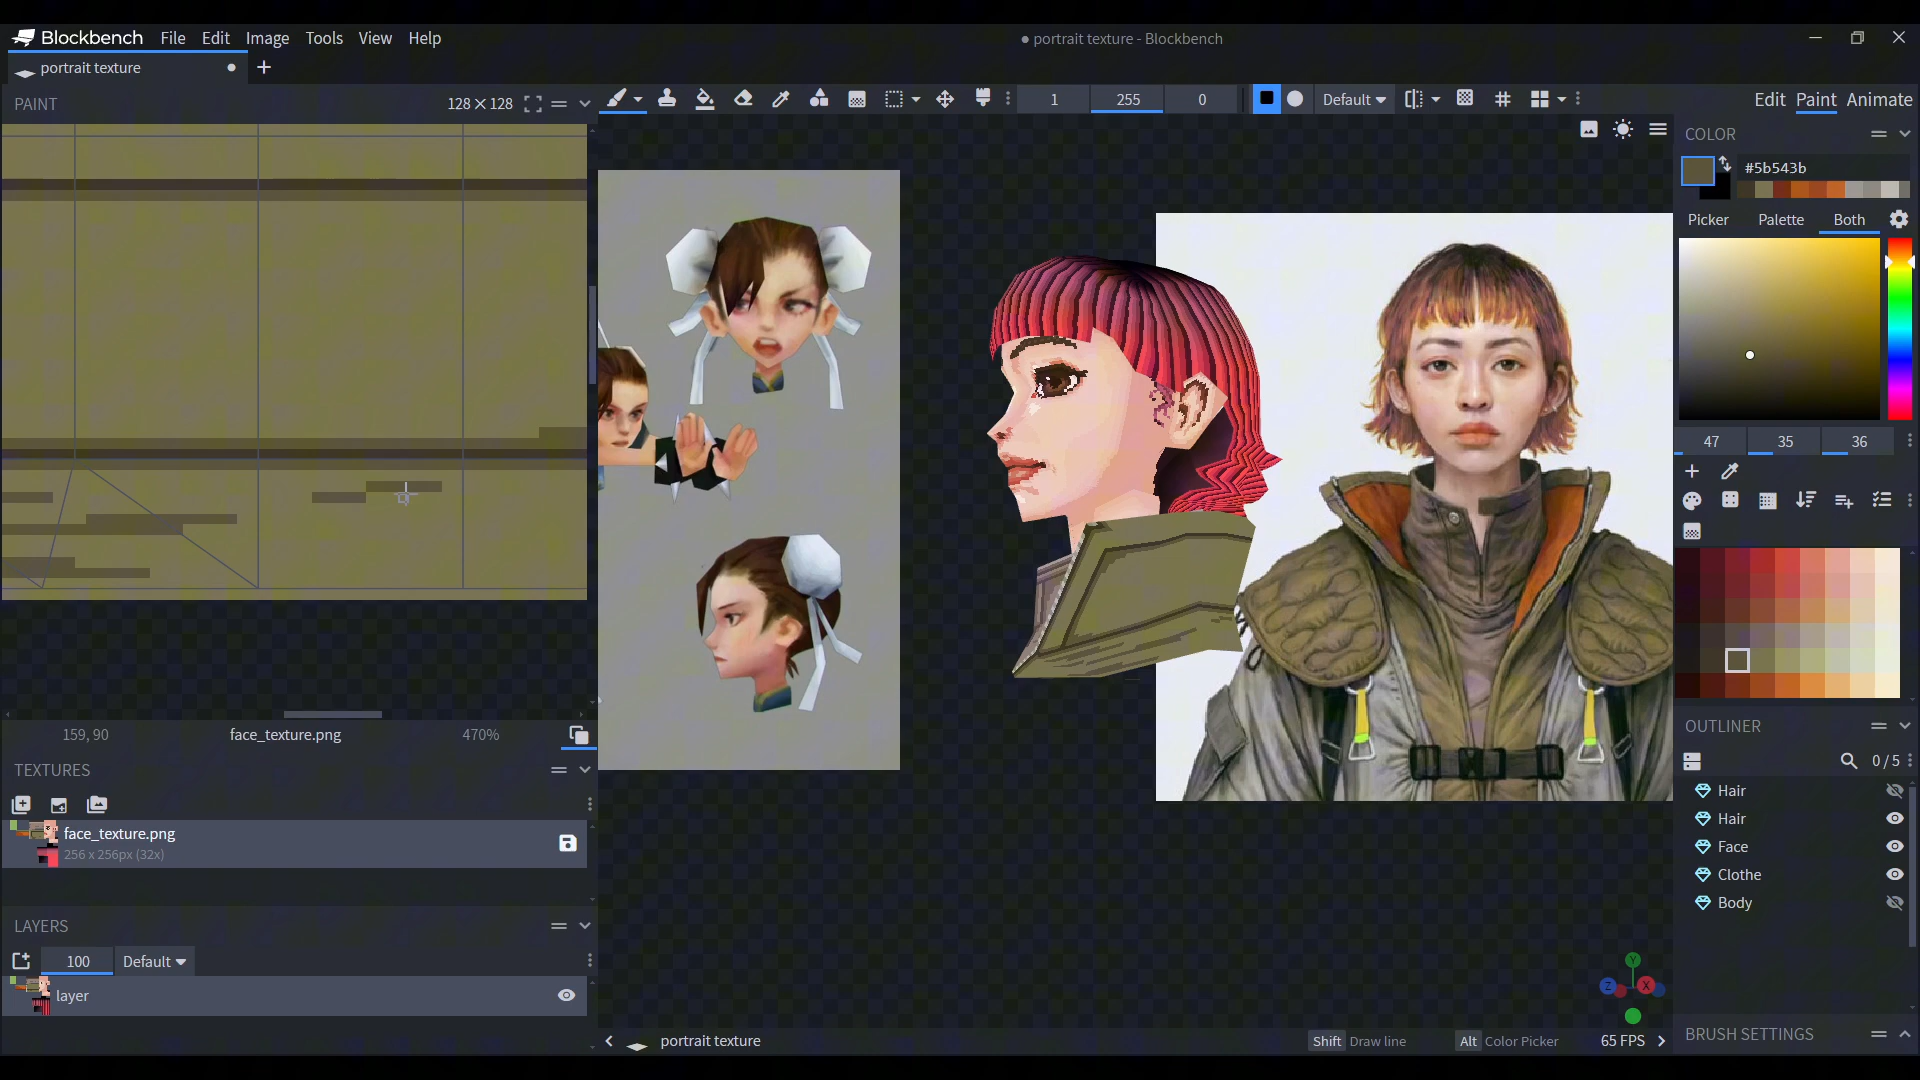 Blockbench File Edit Image Tools View Help
portrait texture - Blockbench
portrait texture
PAINT 128 × 128
1 255 0 Default
Edit Paint Animate
COLOR
#5b543b
Picker Palette Both
47 35 36
159, 90 face_texture.png 470%
TEXTURES
face_texture.png
256 x 256px (32x)
LAYERS
100 Default
layer
OUTLINER
0 / 5
Hair
Hair
Face
Clothe
Body
Y
Z X
BRUSH SETTINGS
portrait texture
Shift Draw line Alt Color Picker 65 FPS